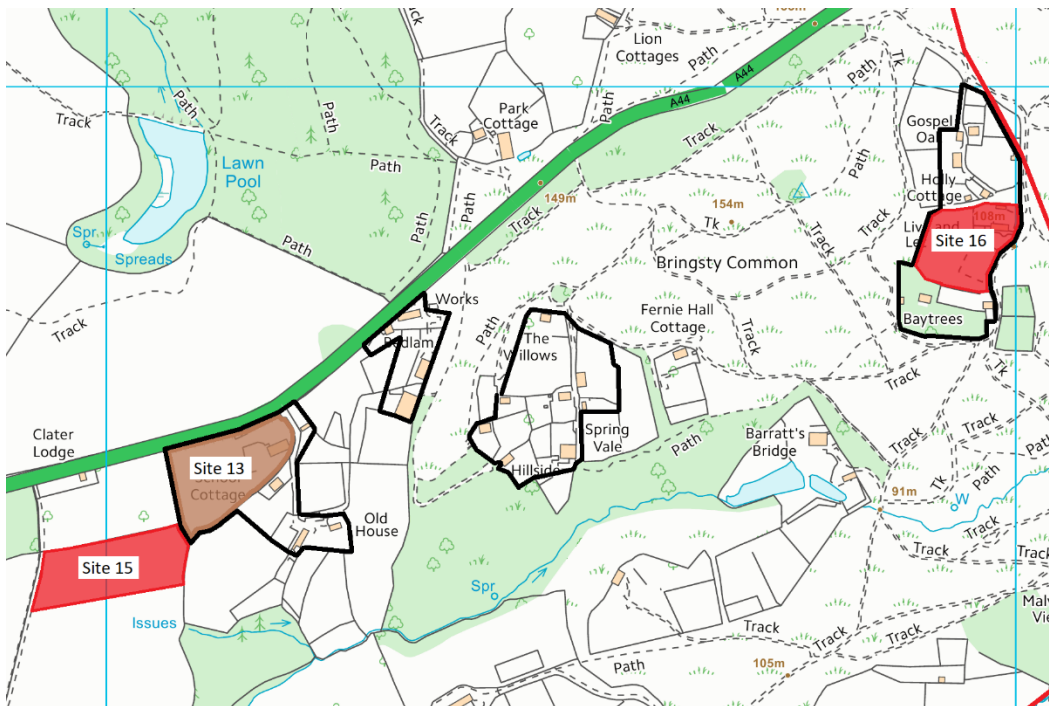 Track
Lion
Cottages
Path
A44
A44
Path
Tk
Path
Path
Track
Path
Park
Cottage
Track
Path
Track
Lawn
Pool
Path
Path
Gospel
Oak
Holly
Cottage
149m
Track
154m
Tk
Track
Track
108m
Site 16
Spr
Spreads
Path
Path
Path
Bringsty Common
Track
Works
Bedlam
Path
The
Willows
Fernie Hall
Cottage
Track
Baytrees
Track
Tk
Clater
Lodge
Site 13
School
Cottage
Spring
Vale
Hillside
Path
Barratt's
Bridge
Track
Track
Tk
Path
Track
91m
W
Old
House
Site 15
Issues
Spr
Track
Track
Track
Track
Track
Track
Path
105m